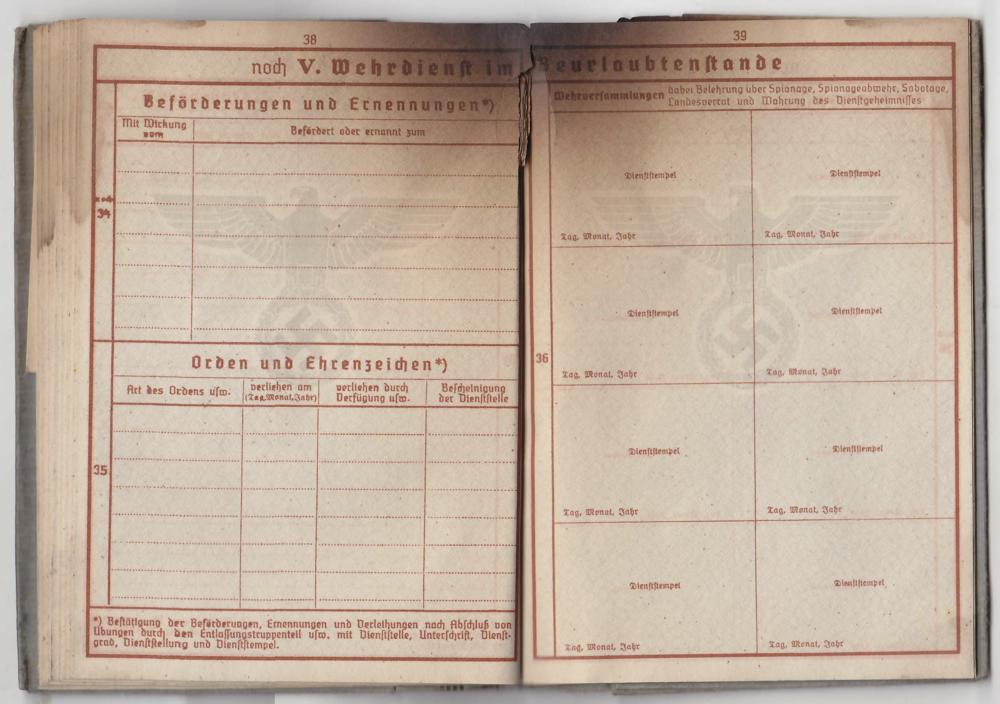 38
noch V. Wehrdienst im Beurlaubtenstande
Beförderungen und Ernennungen*)
Mit Wirkung
vom
Befördert oder ernannt zum
noch
34
Orden und Ehrenzeichen*)
Art des Ordens usw.
verliehen am
(Tag, Monat, Jahr)
verliehen durch
Verfügung usw.
Bescheinigung
der Dienststelle
35
*) Bestätigung der Beförderungen, Ernennungen und Verleihungen nach Abschluß von
Übungen durch den Entlassungstruppenteil usw. mit Dienststelle, Unterschrift, Dienst-
grad, Dienststellung und Dienststempel.
39
Wehrversammlungen dabei Belehrung über Spionage, Spionageabwehr, Sabotage,
Landesverrat und Wahrung des Dienstgeheimnisses
Dienststempel
Dienststempel
Tag, Monat, Jahr
Tag, Monat, Jahr
Dienststempel
Dienststempel
36
Tag, Monat, Jahr
Tag, Monat, Jahr
Dienststempel
Dienststempel
Tag, Monat, Jahr
Tag, Monat, Jahr
Dienststempel
Dienststempel
Tag, Monat, Jahr
Tag, Monat, Jahr